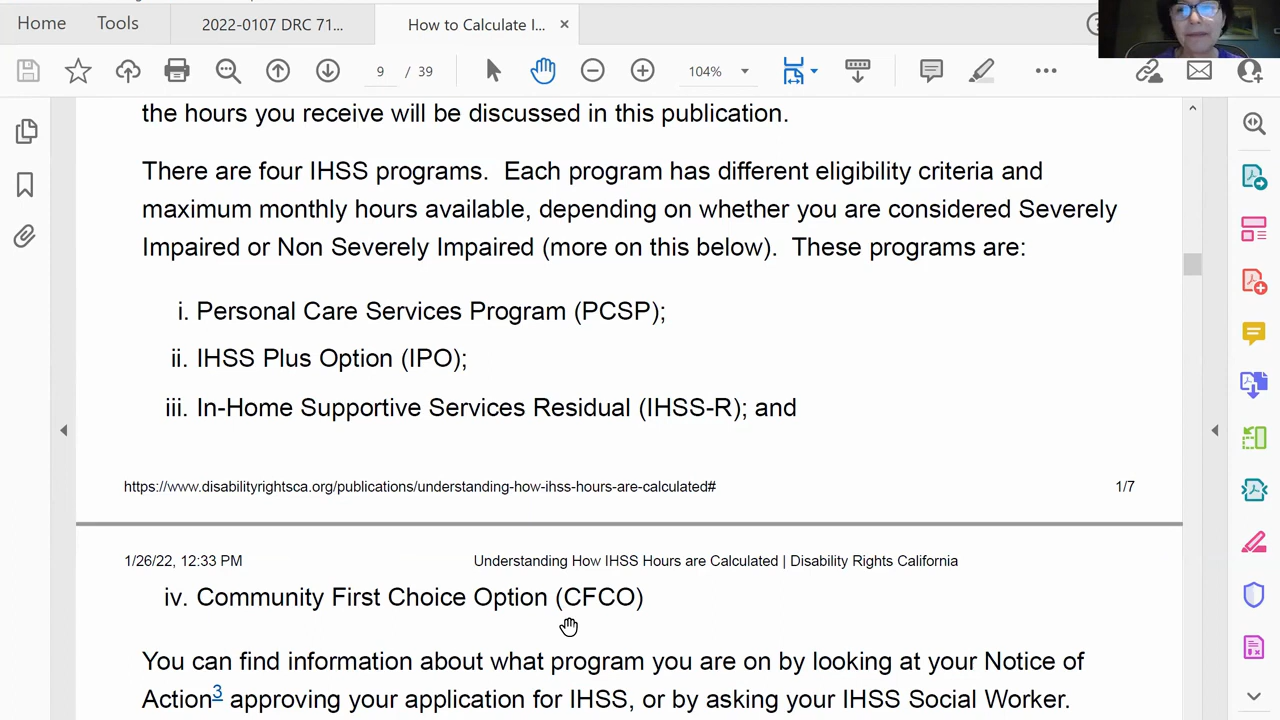 Home
Tools
2022-0107 DRC 71...
How to Calculate I...
9 / 39
104%
the hours you receive will be discussed in this publication.
There are four IHSS programs. Each program has different eligibility criteria and
maximum monthly hours available, depending on whether you are considered Severely
Impaired or Non Severely Impaired (more on this below). These programs are:
i. Personal Care Services Program (PCSP);
ii. IHSS Plus Option (IPO);
iii. In-Home Supportive Services Residual (IHSS-R); and
https://www.disabilityrightsca.org/publications/understanding-how-ihss-hours-are-calculated# 1/7
1/26/22, 12:33 PM Understanding How IHSS Hours are Calculated | Disability Rights California
iv. Community First Choice Option (CFCO)
You can find information about what program you are on by looking at your Notice of
Action3 approving your application for IHSS, or by asking your IHSS Social Worker.